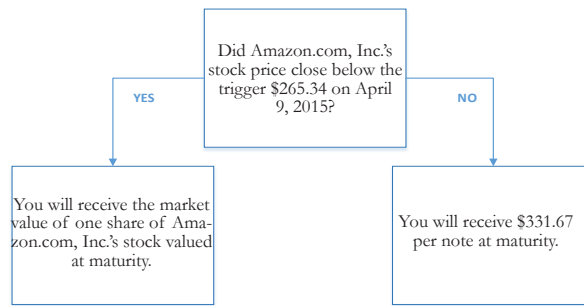 Did Amazon.com, Inc.'s
stock price close below the
trigger $265.34 on April
9, 2015?
YES
NO
You will receive the market
value of one share of Ama-
zon.com, Inc.'s stock valued
at maturity.
You will receive $331.67
per note at maturity.